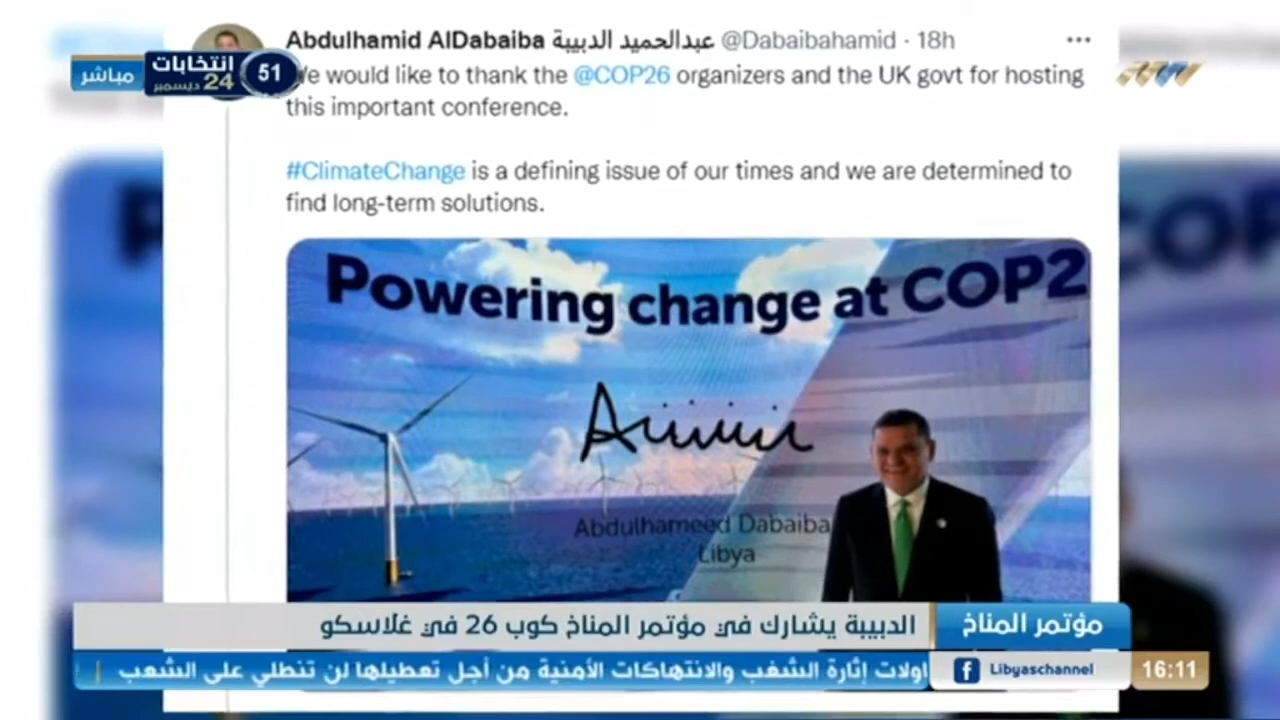 Abdulhamid AlDabaiba عبدالحميد الدبيبة @Dabaibahamid · 18h
مباشر
انتخابات
24 ديسمبر
51
We would like to thank the @COP26 organizers and the UK govt for hosting
this important conference.
#ClimateChange is a defining issue of our times and we are determined to
find long-term solutions.
Powering change at COP2
Abdulhameed Dabaiba
Libya
مؤتمر المناخ
الدبيبة يشارك في مؤتمر المناخ كوب 26 في غلاسكو
اولات إثارة الشغب والانتهاكات الأمنية من أجل تعطيلها لن تنطلي على الشعب
Libyaschannel
16:11